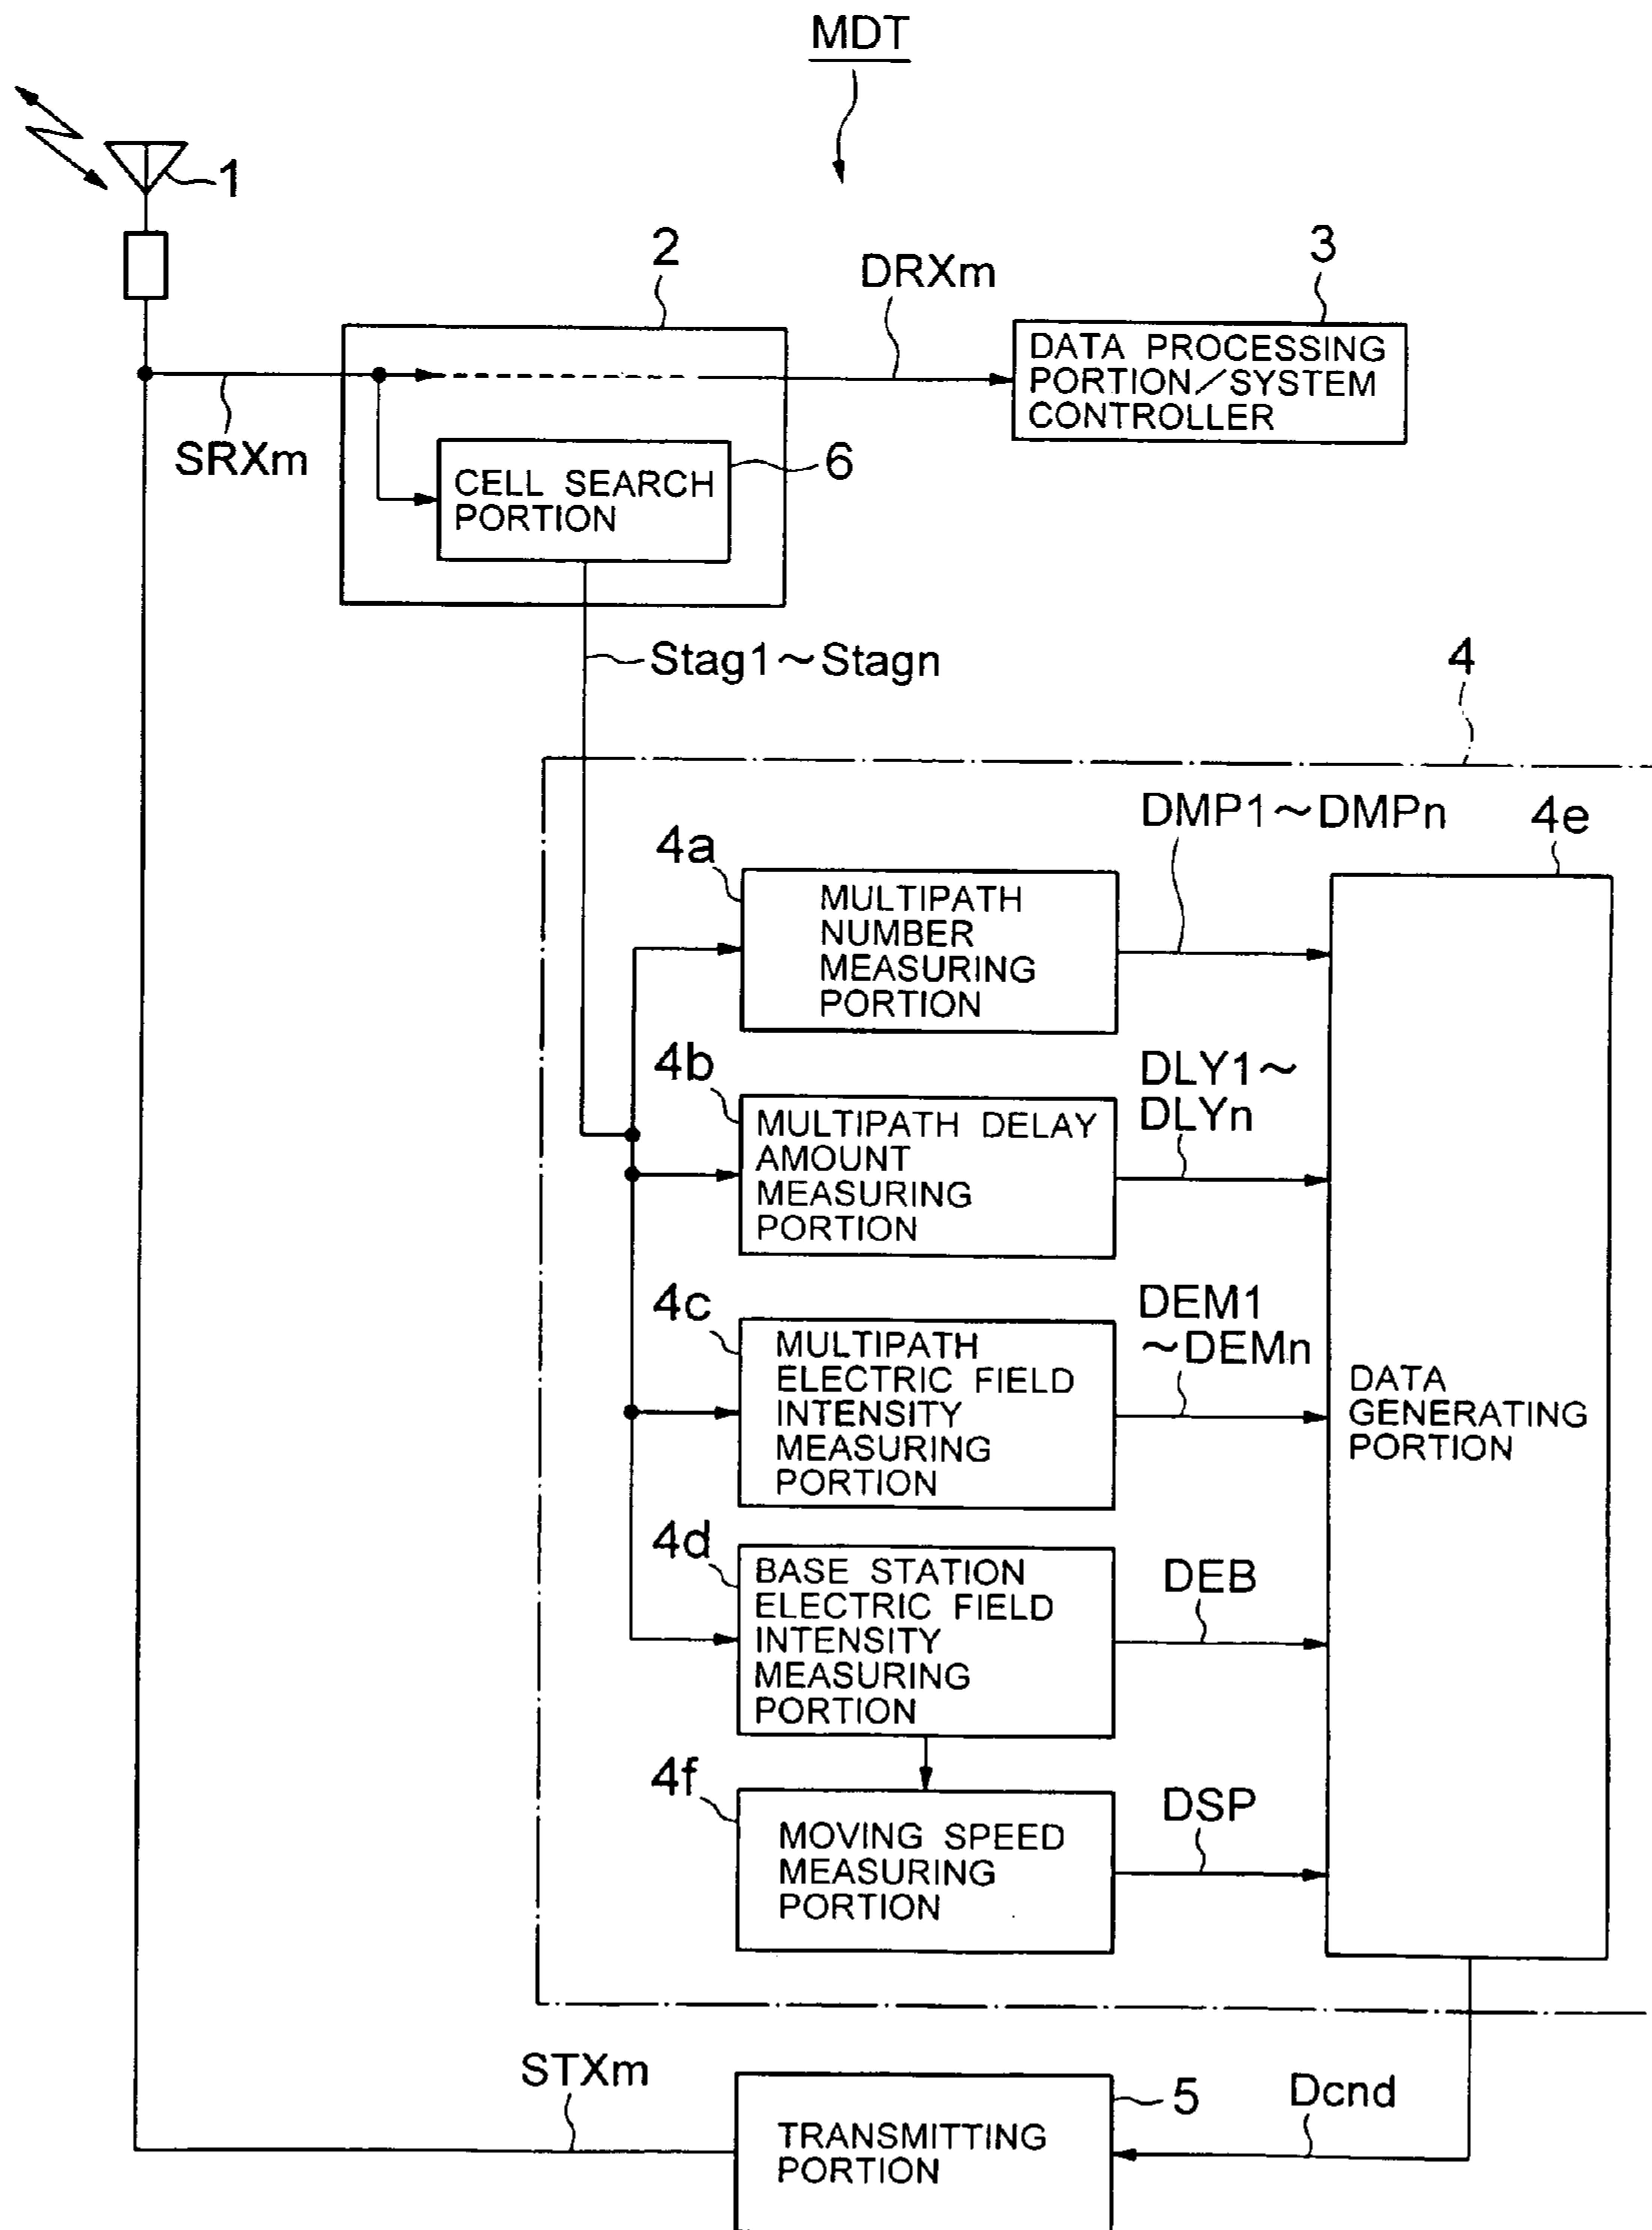 MDT
1
2
DRXm
3
DATA PROCESSING
PORTION/SYSTEM
CONTROLLER
SRXm
CELL SEARCH
PORTION
6
Stag1~Stagn
4
DMP1~DMPn
4e
4a
MULTIPATH
NUMBER
MEASURING
PORTION
4b
MULTIPATH DELAY
AMOUNT
MEASURING
PORTION
DLY1~
DLYn
4c
MULTIPATH
ELECTRIC FIELD
INTENSITY
MEASURING
PORTION
DEM1
~DEMn
DATA
GENERATING
PORTION
4d
BASE STATION
ELECTRIC FIELD
INTENSITY
MEASURING
PORTION
DEB
4f
MOVING SPEED
MEASURING
PORTION
DSP
STXm
TRANSMITTING
PORTION
5
Dcnd